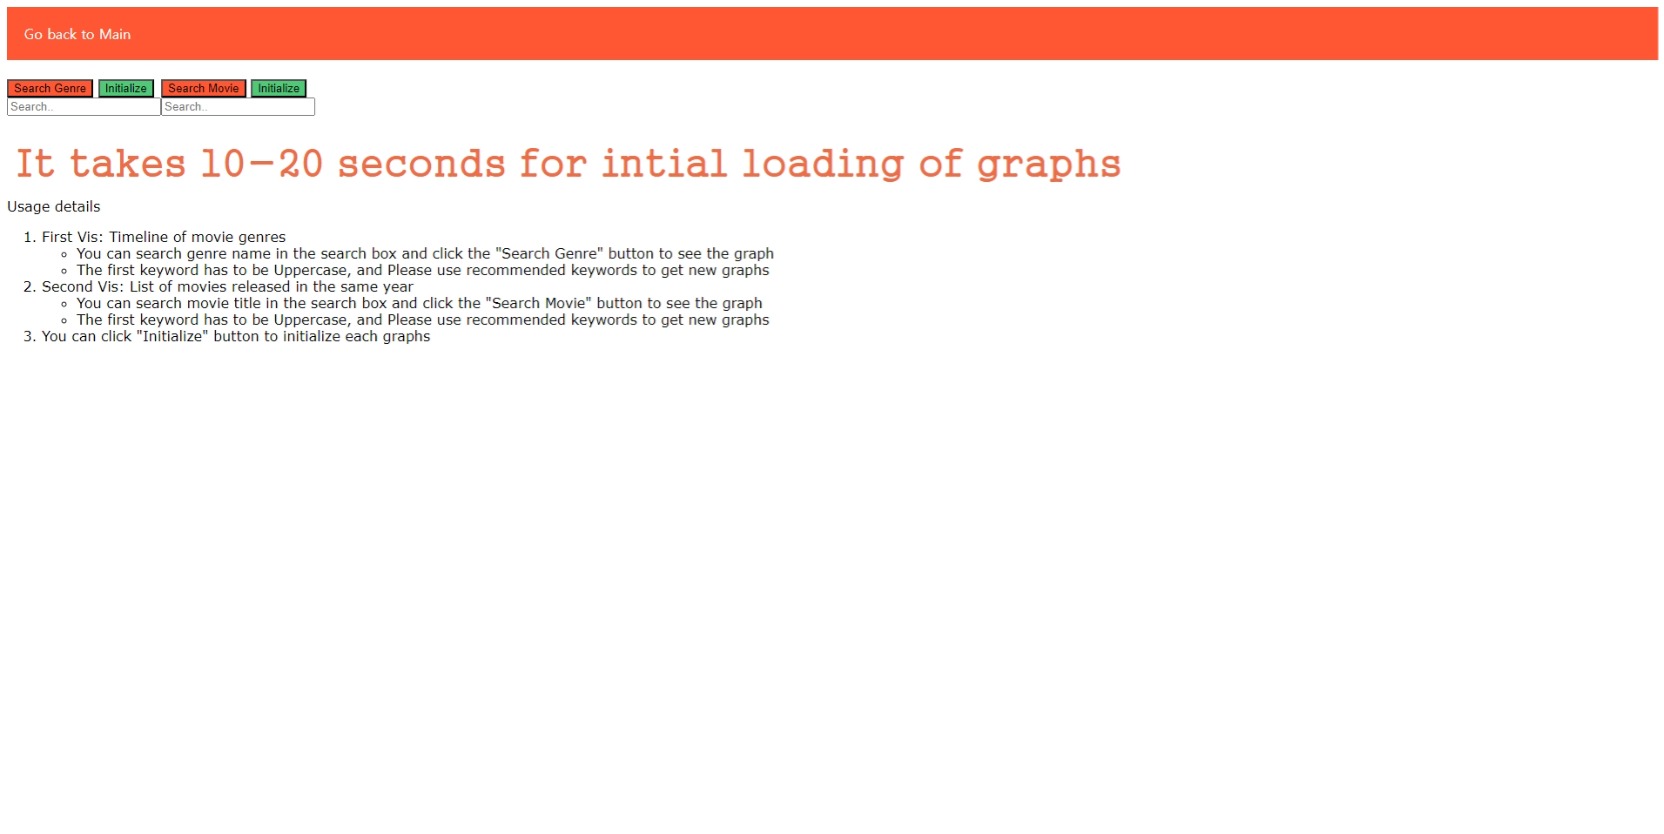 Go back to Main
Search Genre Initialize Search Movie Initialize
Search.. Search..
It takes 10-20 seconds for intial loading of graphs
Usage details
1. First Vis: Timeline of movie genres
You can search genre name in the search box and click the "Search Genre" button to see the graph
The first keyword has to be Uppercase, and Please use recommended keywords to get new graphs
2. Second Vis: List of movies released in the same year
You can search movie title in the search box and click the "Search Movie" button to see the graph
The first keyword has to be Uppercase, and Please use recommended keywords to get new graphs
3. You can click "Initialize" button to initialize each graphs